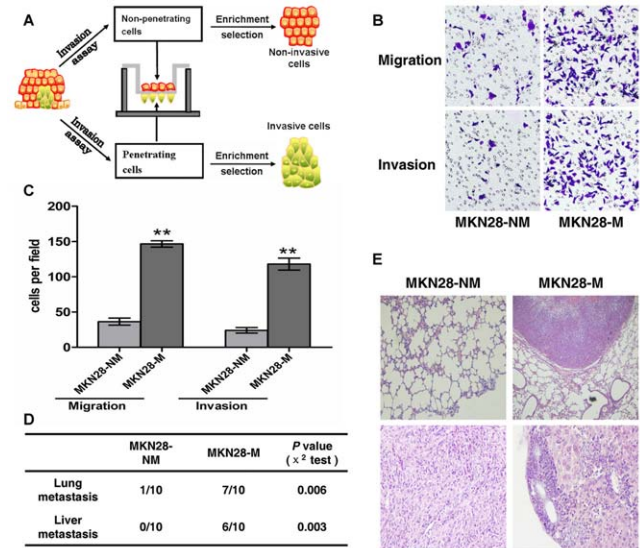 A
Invasion
assay
Non-penetrating
cells
Enrichment
selection
Non-invasive
cells
Invasion
assay
Penetrating
cells
Enrichment
selection
Invasive cells
B
Migration
Invasion
MKN28-NM MKN28-M
C
cells per field
200
150
100
50
0
**
**
MKN28-NM
MKN28-M
MKN28-NM
MKN28-M
Migration Invasion
D
MKN28-
NM
MKN28-M
P value
(χ² test)
Lung
metastasis
1/10 7/10 0.006
Liver
metastasis
0/10 6/10 0.003
E
MKN28-NM MKN28-M